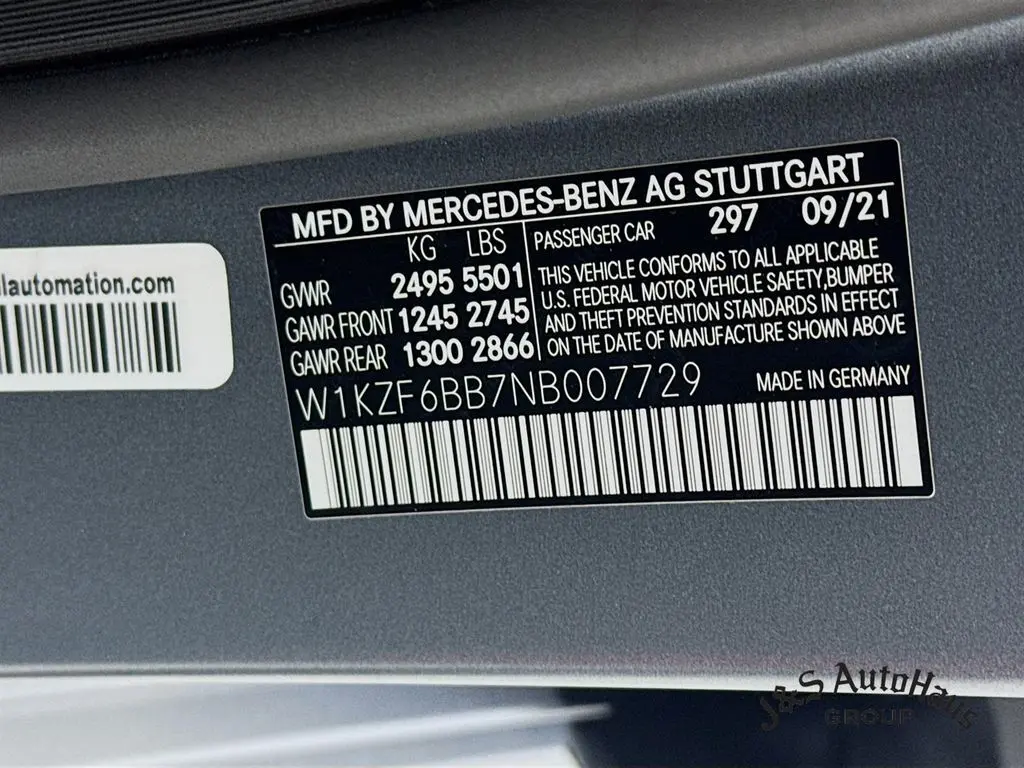 MFD BY MERCEDES-BENZ AG STUTTGART
KG LBS
GVWR 2495 5501
GAWR FRONT 1245 2745
GAWR REAR 1300 2866
PASSENGER CAR 297 09/21
THIS VEHICLE CONFORMS TO ALL APPLICABLE
U.S. FEDERAL MOTOR VEHICLE SAFETY,BUMPER
AND THEFT PREVENTION STANDARDS IN EFFECT
ON THE DATE OF MANUFACTURE SHOWN ABOVE
W1KZF6BB7NB007729
MADE IN GERMANY
lautomation.com
J&S AutoHaus
GROUP